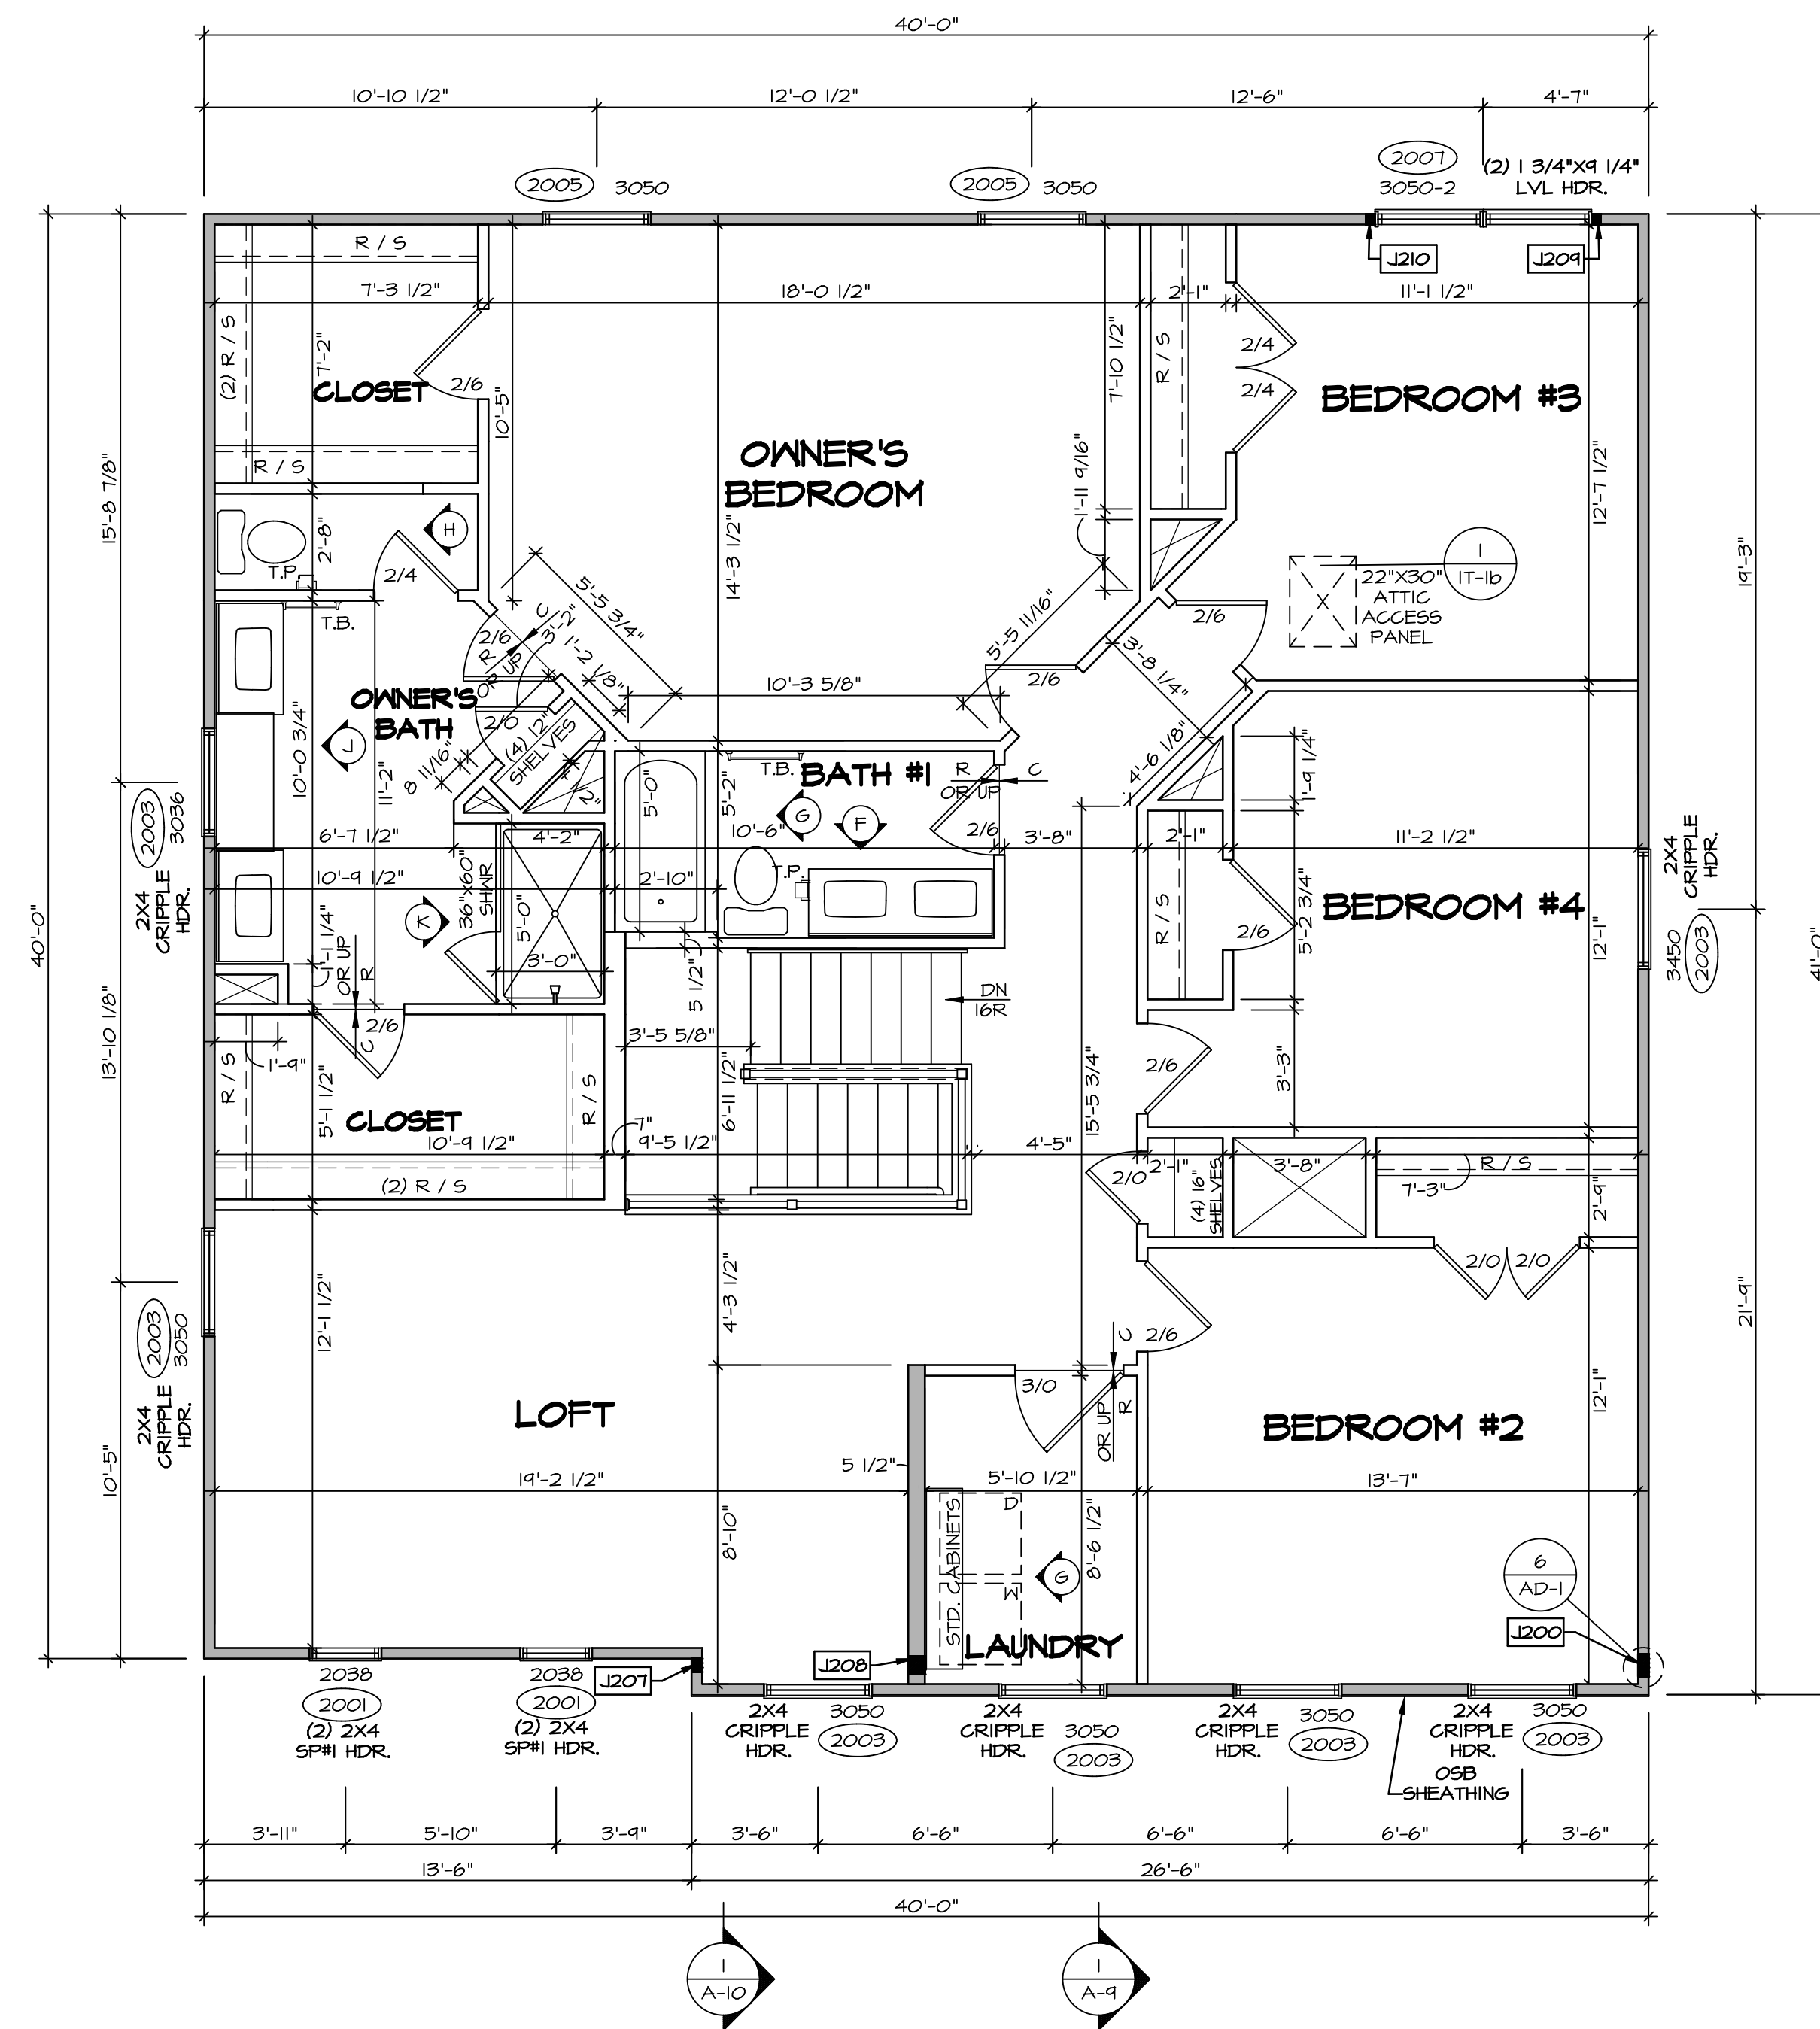 40'-0"
10'-10 1/2"
12'-0 1/2"
12'-6"
4'-7"
2005
3050
2005
3050
2007
3050-2
(2) 1 3/4"X9 1/4"
LVL HDR.
J210
J209
R / S
7'-3 1/2"
18'-0 1/2"
2'-1"
11'-1 1/2"
(2) R / S
7'-2"
CLOSET
2/6
10'-5"
R / S
7'-10 1/2"
R / S
2/4
2/4
BEDROOM #3
OWNER'S
BEDROOM
14'-3 1/2"
1'-11 9/16"
12'-7 1/2"
15'-8 7/8"
19'-3"
H
2'-8"
T.P.
2/4
T.B.
1
1T-1b
22"X30"
ATTIC
ACCESS
PANEL
5'-5 3/4"
5'-5 11/16"
C
3'-2"
1'-2 1/8"
2/6
R
OR UP
2/6
2/6
3'-8 1/4"
10'-3 5/8"
OWNER'S
BATH
J
10'-0 3/4"
11'-2"
8 11/16"
2/0
(4) 12"
SHELVES
1'-2"
T.B.
BATH #1
R
C
OR UP
2/6
5'-0"
5'-2"
G
F
4'-6 1/8"
1'-9 1/4"
40'-0"
2003
3036
2X4
CRIPPLE
HDR.
6'-7 1/2"
4'-2"
10'-6"
3'-8"
2'-1"
11'-2 1/2"
10'-9 1/2"
36"x60"
SHWR
5'-0"
2'-10"
T.P.
K
3'-0"
R / S
2/6
5'-2 3/4"
BEDROOM #4
12'-1"
2X4
CRIPPLE
HDR.
3450
2003
41'-0"
1'-1 1/4"
OR UP
R
C
2/6
1'-9"
5 1/2"
DN
16R
3'-5 5/8"
13'-10 1/8"
R / S
5'-1 1/2"
CLOSET
10'-9 1/2"
R / S
(2) R / S
7"
9'-5 1/2"
6'-11 1/2"
15'-5 3/4"
4'-5"
2/6
3'-3"
2/0
2'-1"
(4) 16"
SHELVES
3'-8"
R / S
7'-3"
2'-9"
2/0
2/0
2003
3050
2X4
CRIPPLE
HDR.
12'-1 1/2"
4'-3 1/2"
C
2/6
3/0
OR UP
R
21'-9"
LOFT
BEDROOM #2
12'-1"
10'-5"
19'-2 1/2"
5 1/2"
5'-10 1/2"
13'-7"
8'-10"
STD. CABINETS
D
W
G
8'-6 1/2"
LAUNDRY
6
AD-1
J200
J207
J208
2038
2001
(2) 2X4
SP#1 HDR.
2038
2001
(2) 2X4
SP#1 HDR.
2X4
CRIPPLE
HDR.
3050
2003
2X4
CRIPPLE
HDR.
3050
2003
2X4
CRIPPLE
HDR.
3050
2003
2X4
CRIPPLE
HDR.
3050
2003
OSB
SHEATHING
3'-11"
5'-10"
3'-9"
3'-6"
6'-6"
6'-6"
6'-6"
3'-6"
13'-6"
26'-6"
40'-0"
1
A-10
1
A-9